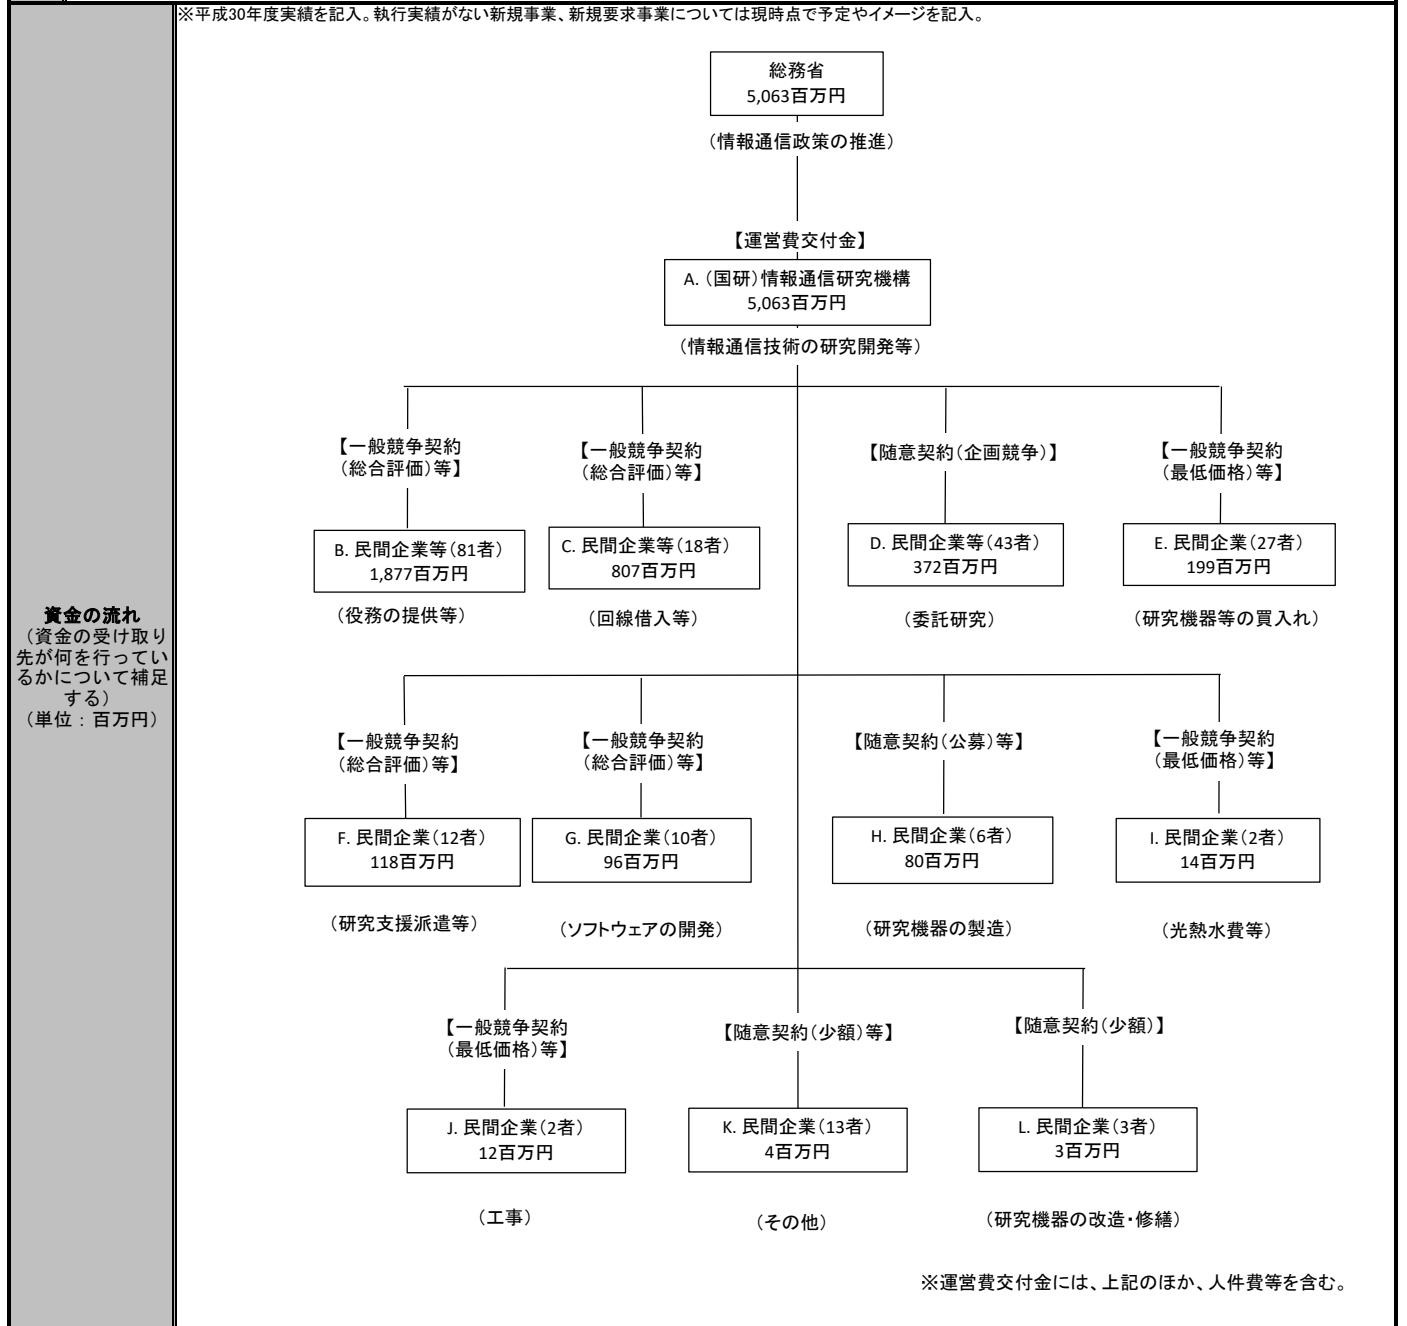 ※平成30年度実績を記入。執行実績がない新規事業、新規要求事業については現時点で予定やイメージを記入。
資金の流れ
（資金の受け取り
先が何を行ってい
るかについて補足
する）
（単位：百万円）
総務省
5,063百万円
（情報通信政策の推進）
【運営費交付金】
A.（国研）情報通信研究機構
5,063百万円
（情報通信技術の研究開発等）
【一般競争契約
（総合評価）等】
B. 民間企業等（81者）
1,877百万円
（役務の提供等）
【一般競争契約
（総合評価）等】
C. 民間企業等（18者）
807百万円
（回線借入等）
【随意契約（企画競争）】
D. 民間企業等（43者）
372百万円
（委託研究）
【一般競争契約
（最低価格）等】
E. 民間企業（27者）
199百万円
（研究機器等の買入れ）
【一般競争契約
（総合評価）等】
F. 民間企業（12者）
118百万円
（研究支援派遣等）
【一般競争契約
（総合評価）等】
G. 民間企業（10者）
96百万円
（ソフトウェアの開発）
【随意契約（公募）等】
H. 民間企業（6者）
80百万円
（研究機器の製造）
【一般競争契約
（最低価格）等】
I. 民間企業（2者）
14百万円
（光熱水費等）
【一般競争契約
（最低価格）等】
J. 民間企業（2者）
12百万円
（工事）
【随意契約（少額）等】
K. 民間企業（13者）
4百万円
（その他）
【随意契約（少額）】
L. 民間企業（3者）
3百万円
（研究機器の改造・修繕）
※運営費交付金には、上記のほか、人件費等を含む。